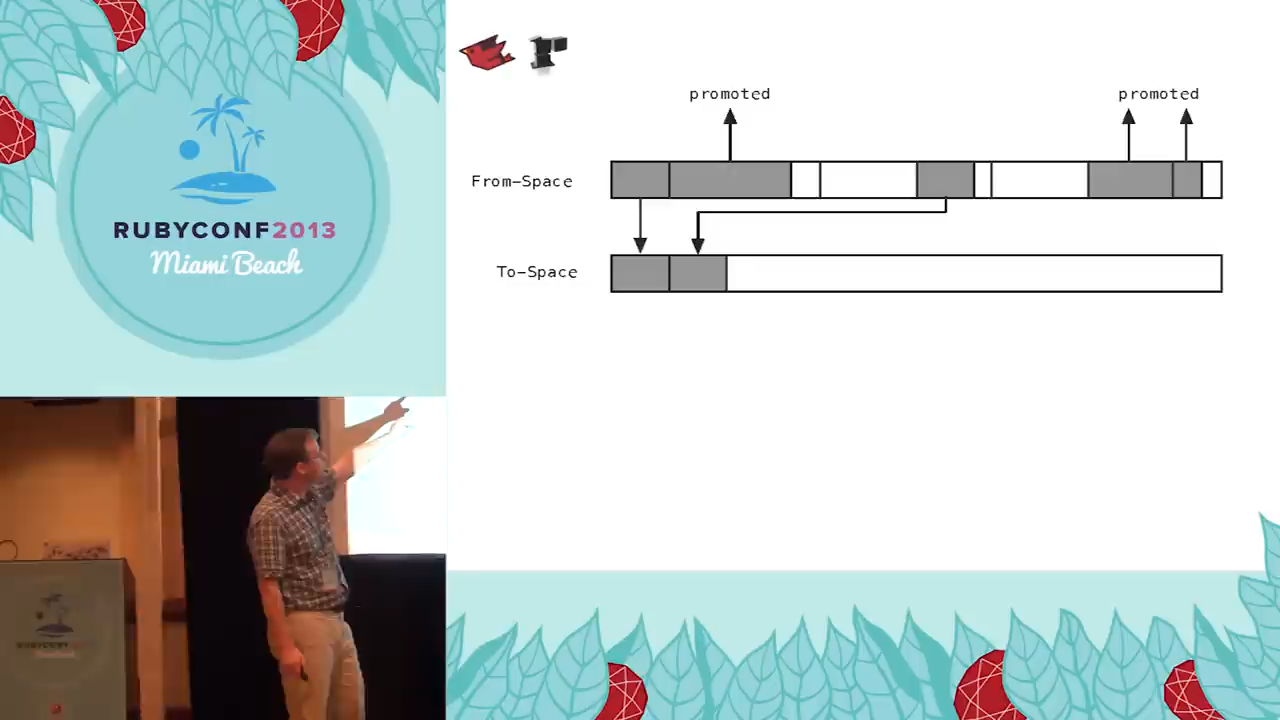 RUBYCONF2013
Miami Beach
promoted
promoted
From-Space
To-Space